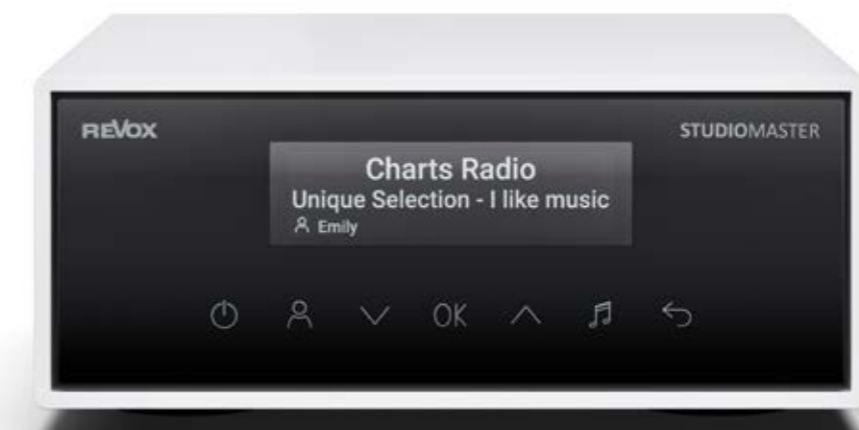 REVOX
STUDIOMASTER
Charts Radio
Unique Selection - I like music
Emily
OK